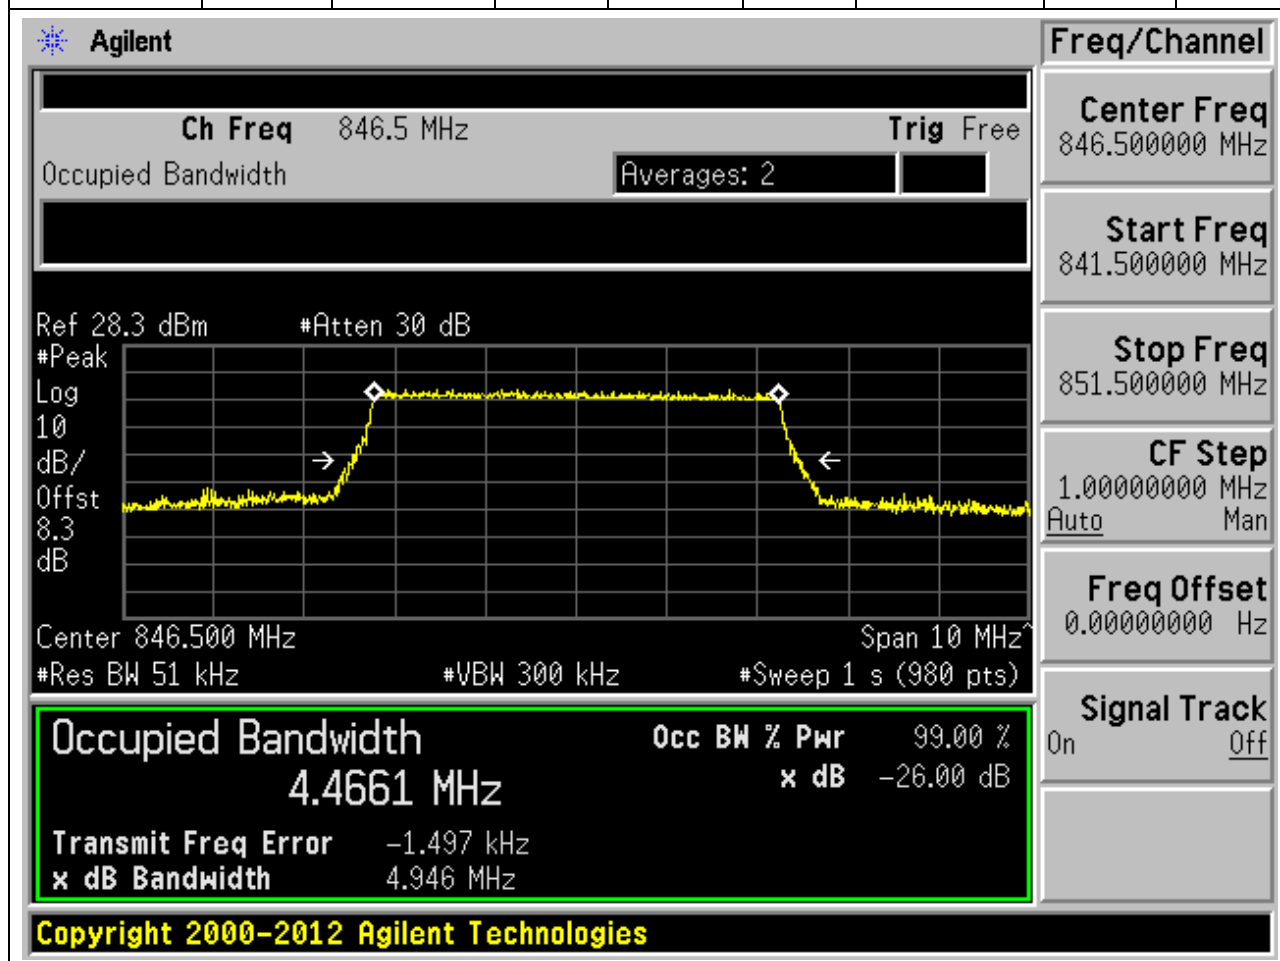 Agilent
Freq/Channel
Ch Freq 846.5 MHz Trig Free
Occupied Bandwidth Averages: 2
Center Freq
846.500000 MHz
Start Freq
841.500000 MHz
Stop Freq
851.500000 MHz
CF Step
1.00000000 MHz
Auto Man
Freq Offset
0.00000000 Hz
Signal Track
On Off
Ref 28.3 dBm #Atten 30 dB
#Peak
Log
10
dB/
Offst
8.3
dB
Center 846.500 MHz Span 10 MHz^
#Res BW 51 kHz #VBW 300 kHz #Sweep 1 s (980 pts)
Occupied Bandwidth Occ BW % Pwr 99.00 %
4.4661 MHz x dB -26.00 dB
Transmit Freq Error -1.497 kHz
x dB Bandwidth 4.946 MHz
Copyright 2000-2012 Agilent Technologies